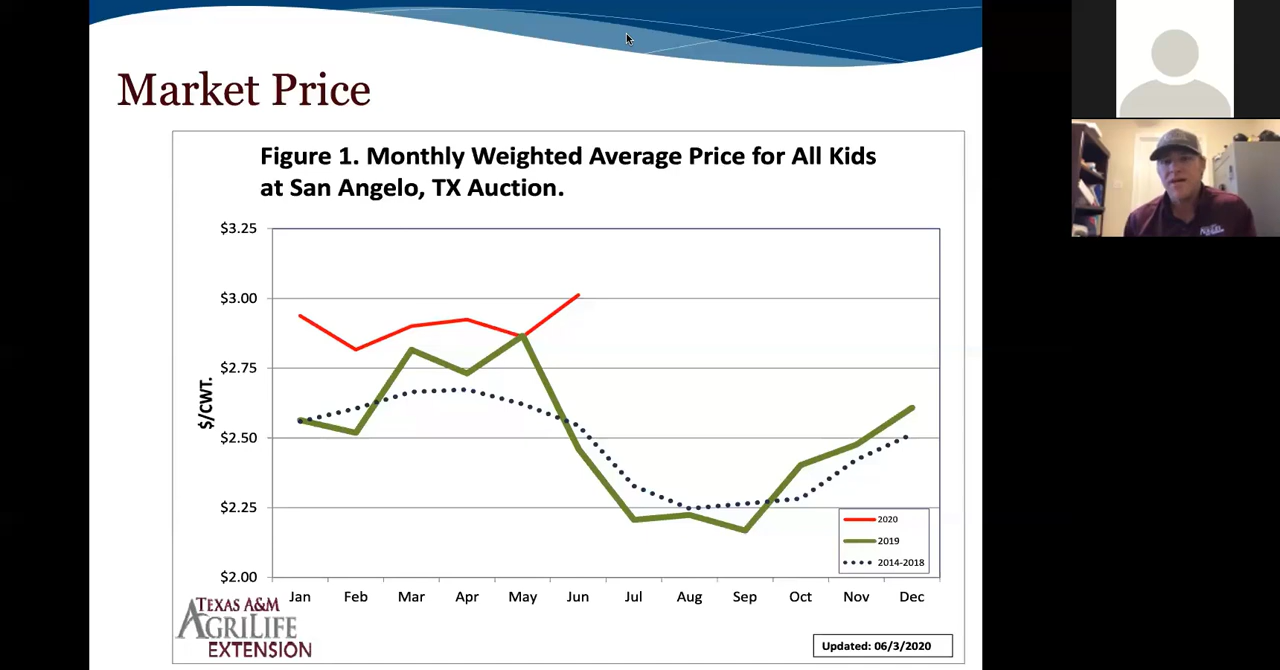 Market Price
Figure 1. Monthly Weighted Average Price for All Kids
at San Angelo, TX Auction.
$3.25
$3.00
$2.75
$2.50
$2.25
$2.00
$/CWT.
Jan Feb Mar Apr May Jun Jul Aug Sep Oct Nov Dec
2020
2019
2014-2018
TEXAS A&M
AGRILIFE
EXTENSION
Updated: 06/3/2020